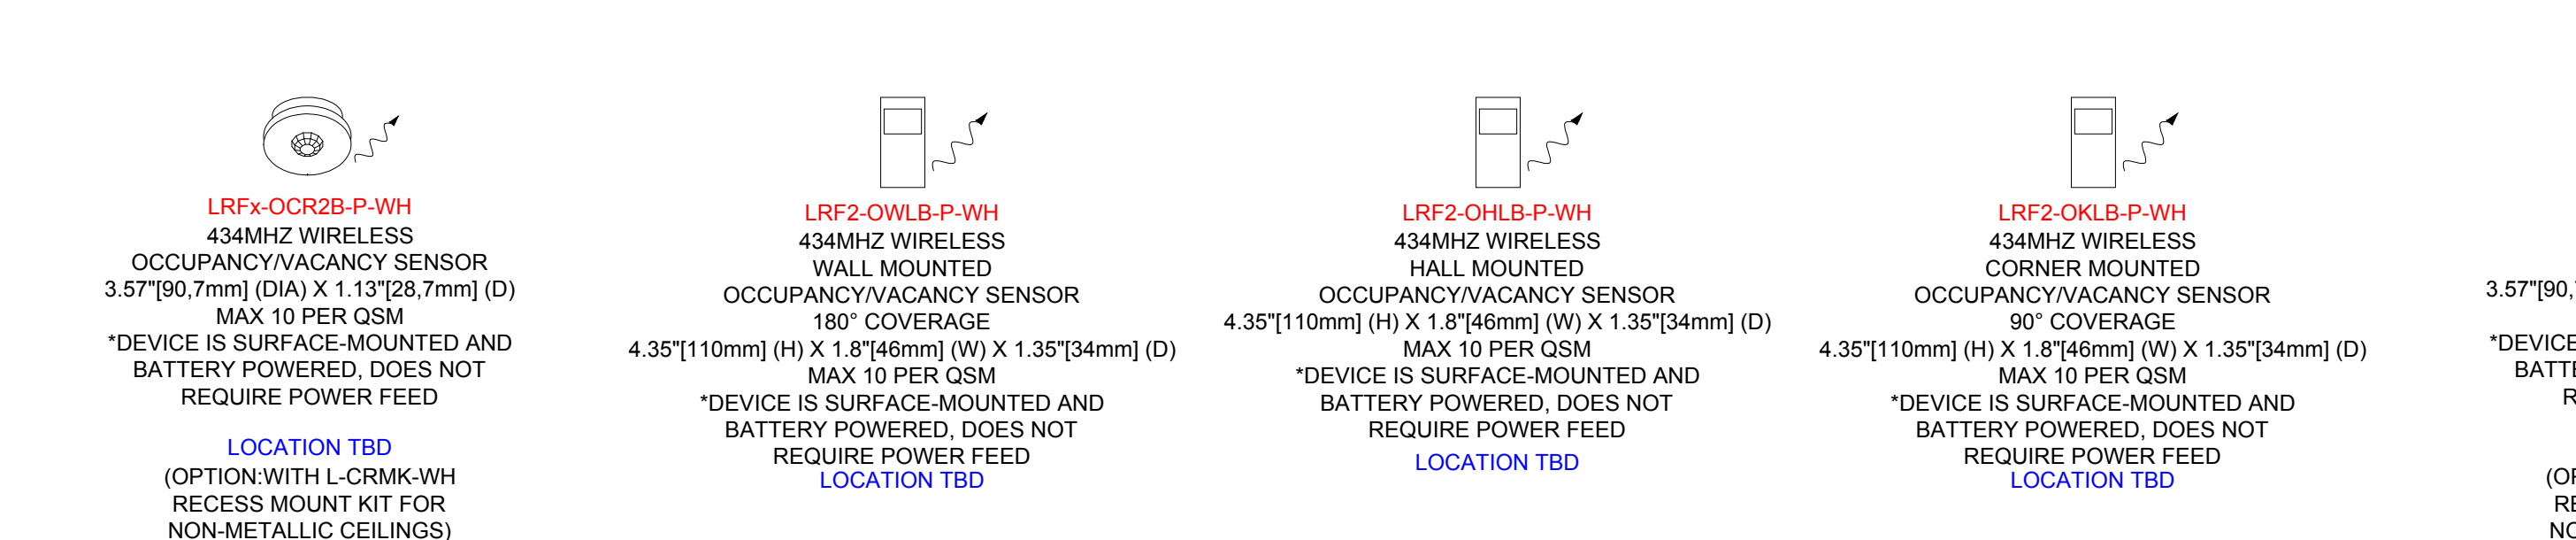 LRFx-OCR2B-P-WH
434MHZ WIRELESS
OCCUPANCY/VACANCY SENSOR
3.57"[90,7mm] (DIA) X 1.13"[28,7mm] (D)
MAX 10 PER QSM
*DEVICE IS SURFACE-MOUNTED AND
BATTERY POWERED, DOES NOT
REQUIRE POWER FEED
LOCATION TBD
(OPTION:WITH L-CRMK-WH
RECESS MOUNT KIT FOR
NON-METALLIC CEILINGS)
LRF2-OWLB-P-WH
434MHZ WIRELESS
WALL MOUNTED
OCCUPANCY/VACANCY SENSOR
180° COVERAGE
4.35"[110mm] (H) X 1.8"[46mm] (W) X 1.35"[34mm] (D)
MAX 10 PER QSM
*DEVICE IS SURFACE-MOUNTED AND
BATTERY POWERED, DOES NOT
REQUIRE POWER FEED
LOCATION TBD
LRF2-OHLB-P-WH
434MHZ WIRELESS
HALL MOUNTED
OCCUPANCY/VACANCY SENSOR
4.35"[110mm] (H) X 1.8"[46mm] (W) X 1.35"[34mm] (D)
MAX 10 PER QSM
*DEVICE IS SURFACE-MOUNTED AND
BATTERY POWERED, DOES NOT
REQUIRE POWER FEED
LOCATION TBD
LRF2-OKLB-P-WH
434MHZ WIRELESS
CORNER MOUNTED
OCCUPANCY/VACANCY SENSOR
90° COVERAGE
4.35"[110mm] (H) X 1.8"[46mm] (W) X 1.35"[34mm] (D)
MAX 10 PER QSM
*DEVICE IS SURFACE-MOUNTED AND
BATTERY POWERED, DOES NOT
REQUIRE POWER FEED
LOCATION TBD
3.57"[90,
*DEVICE